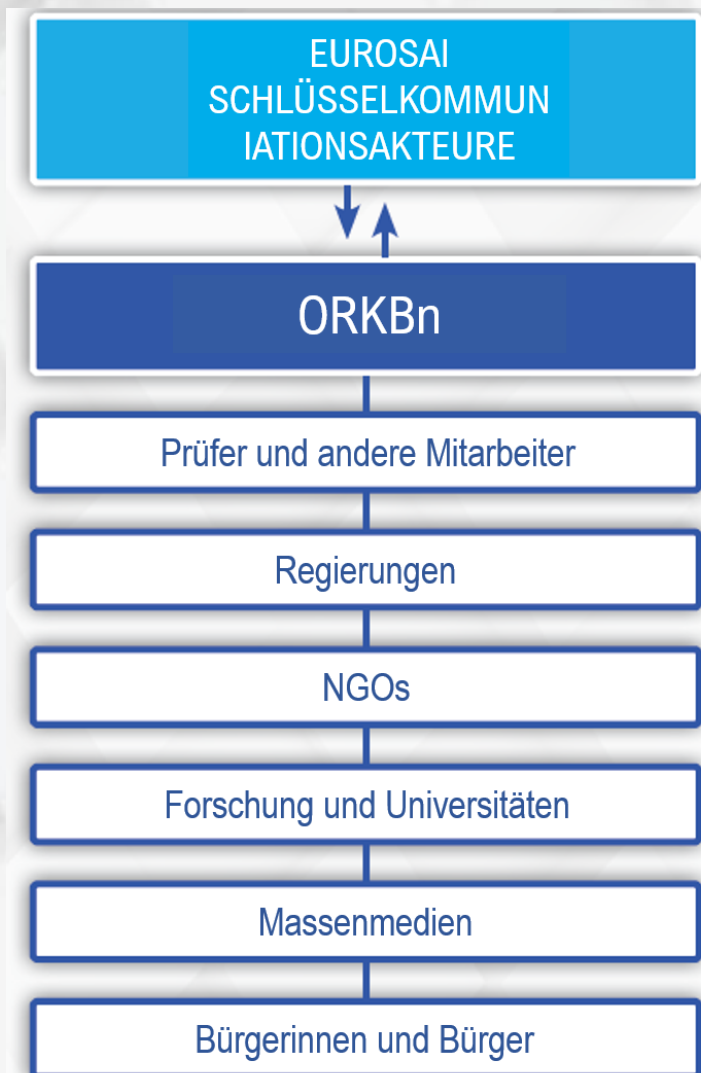 EUROSAI
SCHLÜSSELKOMMUN
IATIONSAKTEURE
ORKBn
Prüfer und andere Mitarbeiter
Regierungen
NGOs
Forschung und Universitäten
Massenmedien
Bürgerinnen und Bürger